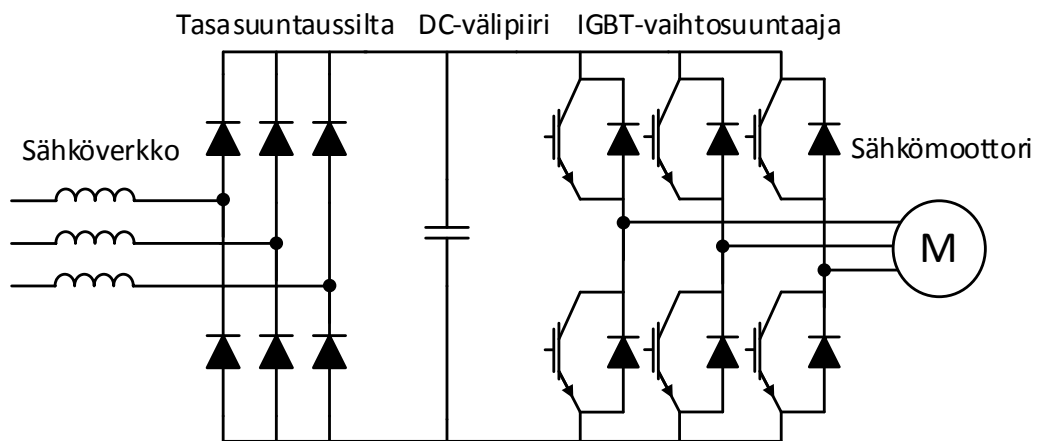 Tasasuuntaussilta DC-välipiiri IGBT-vaihtosuuntaaja
Sähköverkko
Sähkömoottori
M